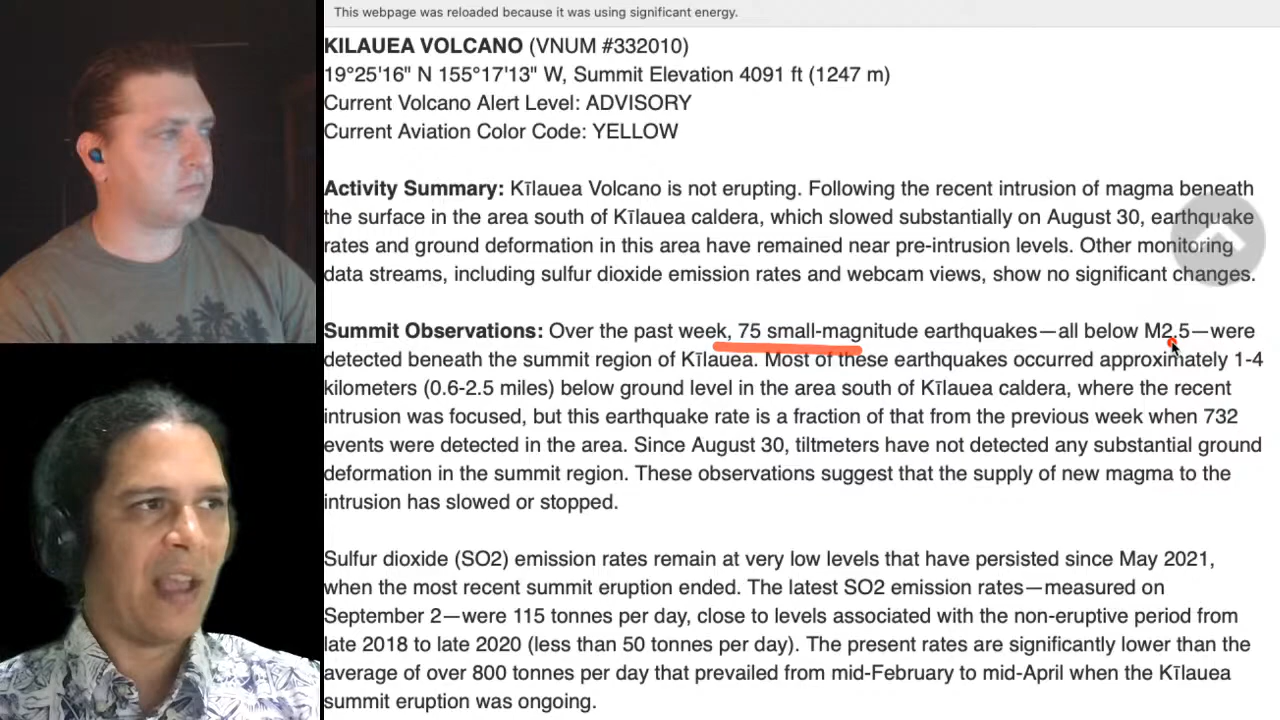 This webpage was reloaded because it was using significant energy.
KILAUEA VOLCANO (VNUM #332010)
19°25'16" N 155°17'13" W, Summit Elevation 4091 ft (1247 m)
Current Volcano Alert Level: ADVISORY
Current Aviation Color Code: YELLOW
Activity Summary: Kīlauea Volcano is not erupting. Following the recent intrusion of magma beneath
the surface in the area south of Kīlauea caldera, which slowed substantially on August 30, earthquake
rates and ground deformation in this area have remained near pre-intrusion levels. Other monitoring
data streams, including sulfur dioxide emission rates and webcam views, show no significant changes.
Summit Observations: Over the past week, 75 small-magnitude earthquakes—all below M2.5—were
detected beneath the summit region of Kīlauea. Most of these earthquakes occurred approximately 1-4
kilometers (0.6-2.5 miles) below ground level in the area south of Kīlauea caldera, where the recent
intrusion was focused, but this earthquake rate is a fraction of that from the previous week when 732
events were detected in the area. Since August 30, tiltmeters have not detected any substantial ground
deformation in the summit region. These observations suggest that the supply of new magma to the
intrusion has slowed or stopped.
Sulfur dioxide (SO2) emission rates remain at very low levels that have persisted since May 2021,
when the most recent summit eruption ended. The latest SO2 emission rates—measured on
September 2—were 115 tonnes per day, close to levels associated with the non-eruptive period from
late 2018 to late 2020 (less than 50 tonnes per day). The present rates are significantly lower than the
average of over 800 tonnes per day that prevailed from mid-February to mid-April when the Kīlauea
summit eruption was ongoing.